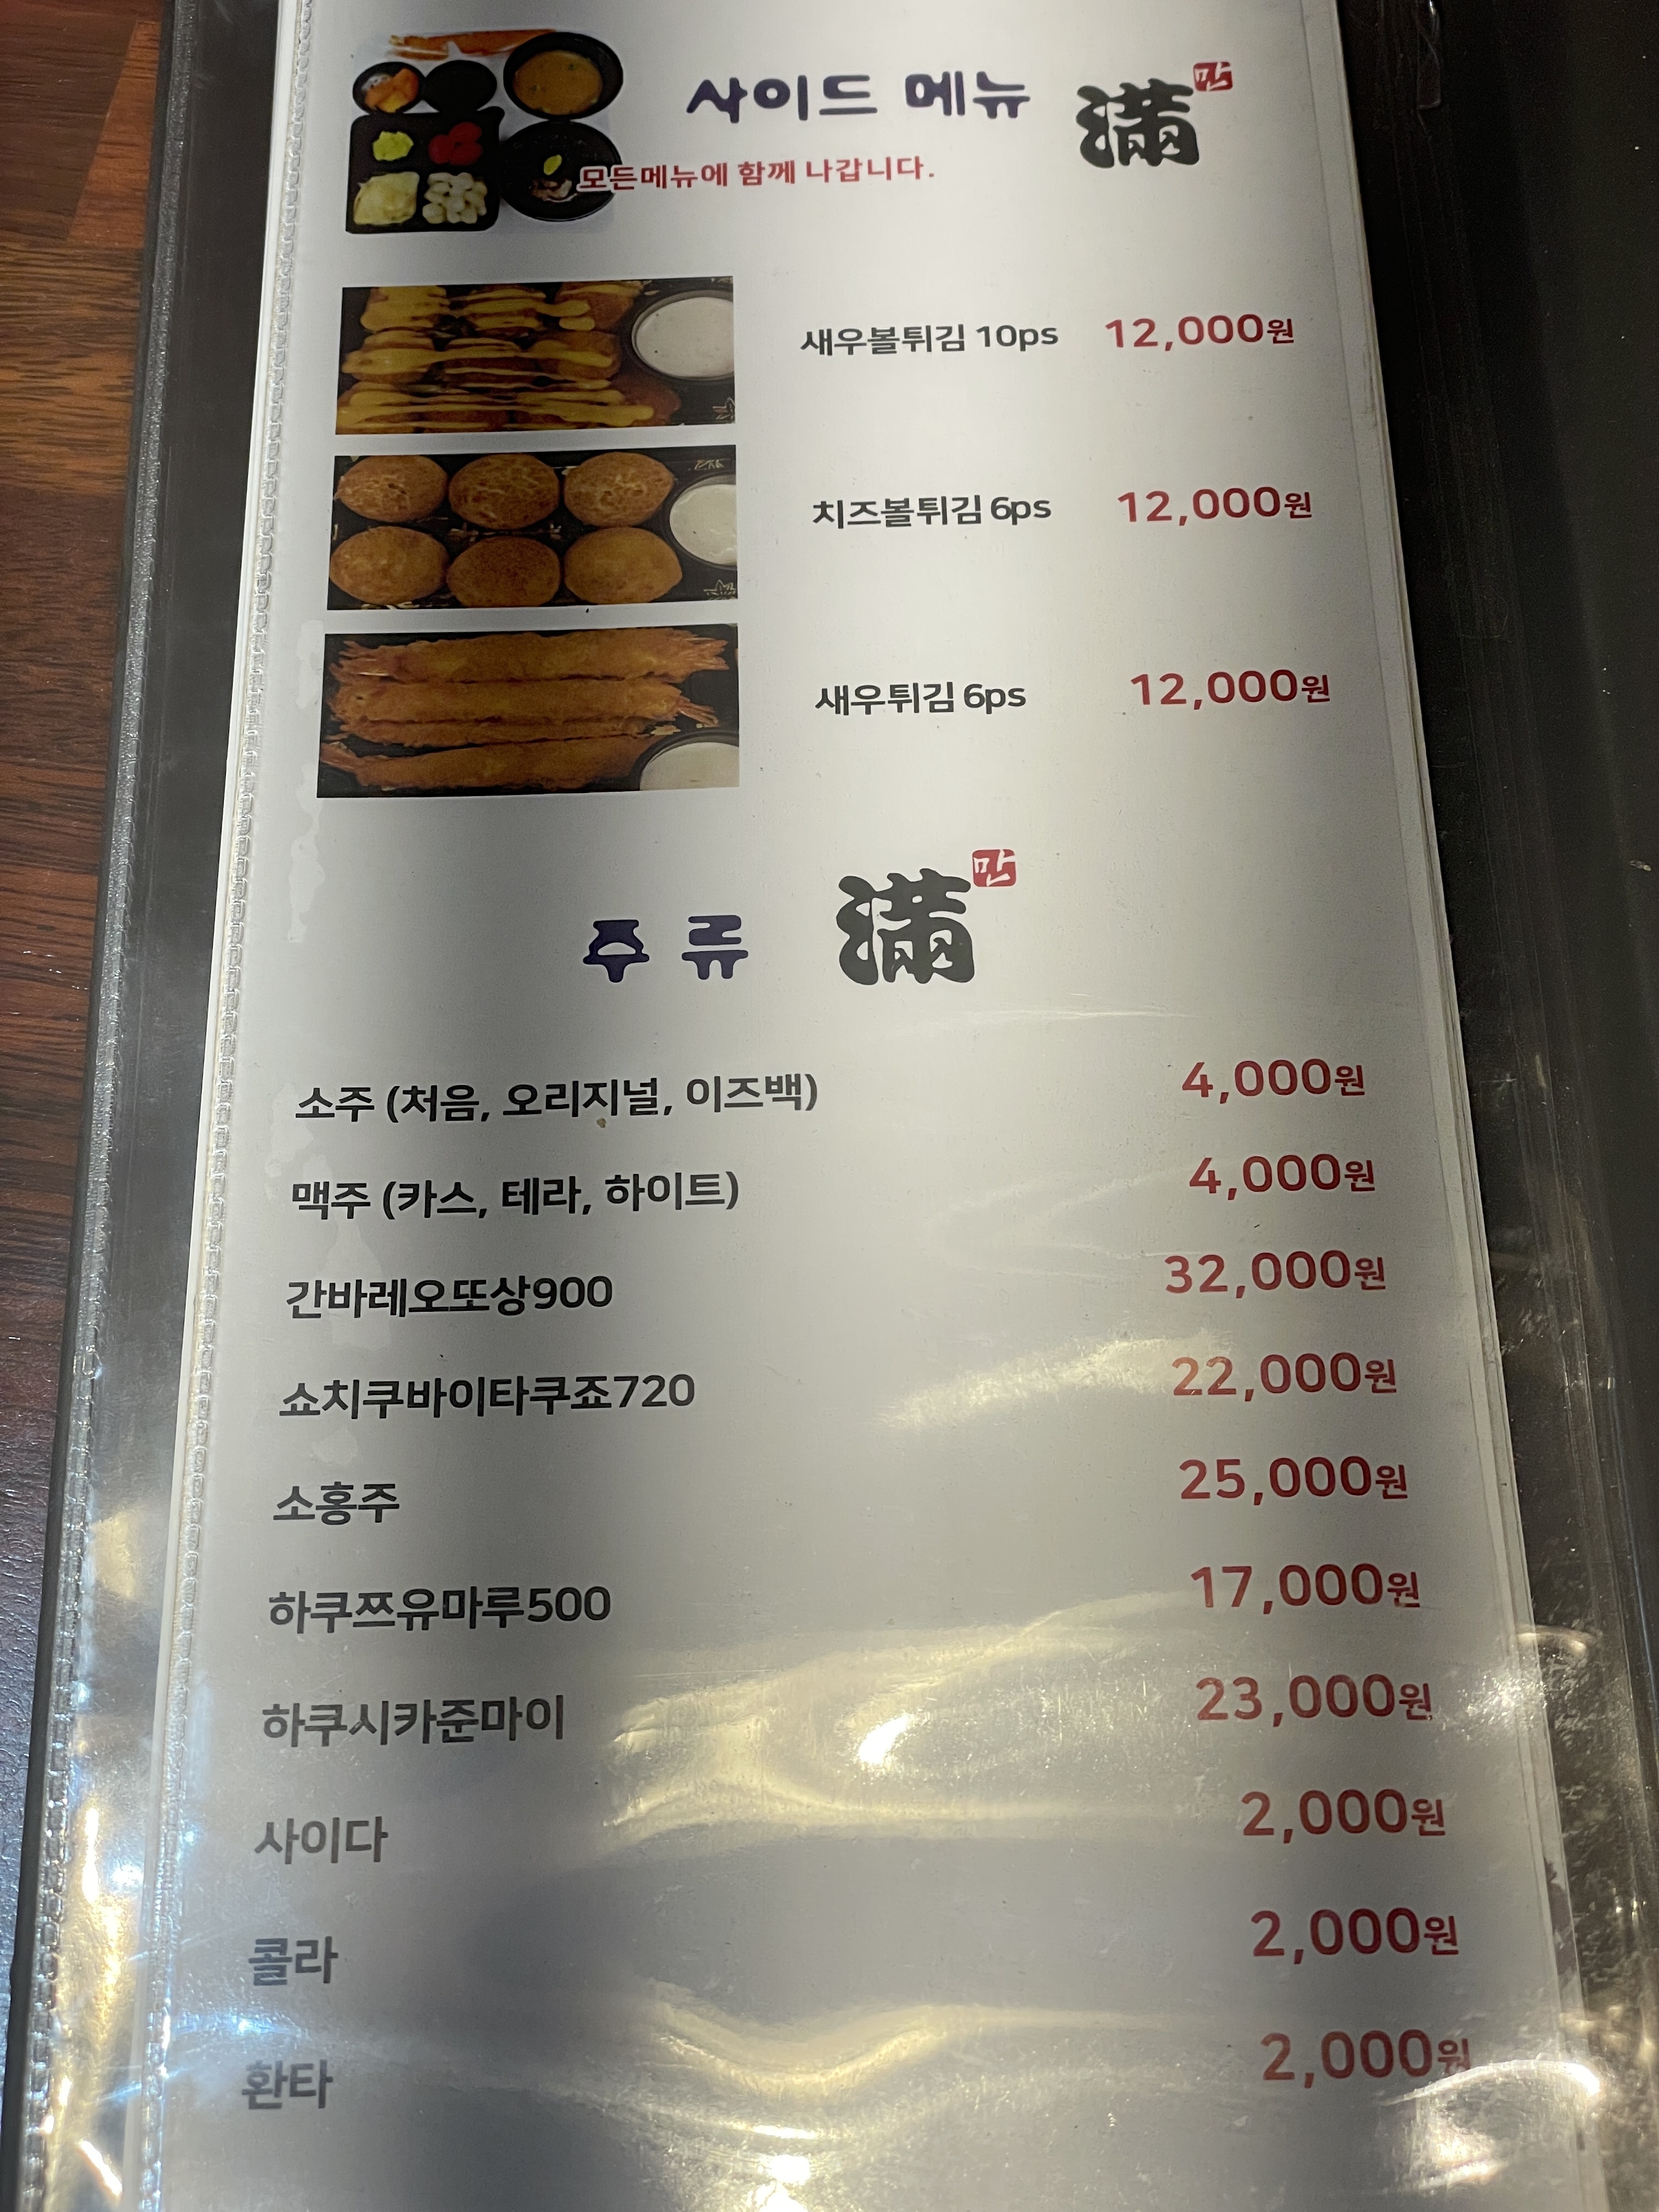 사이드 메뉴 滿 만
모든메뉴에 함께 나갑니다.
새우볼튀김 10ps 12,000원
치즈볼튀김 6ps 12,000원
새우튀김 6ps 12,000원
주 류 滿 만
소주 (처음, 오리지널, 이즈백) 4,000원
맥주 (카스, 테라, 하이트) 4,000원
간바레오또상900 32,000원
쇼치쿠바이타쿠죠720 22,000원
소홍주 25,000원
하쿠쯔유마루500 17,000원
하쿠시카준마이 23,000원
사이다 2,000원
콜라 2,000원
환타 2,000원